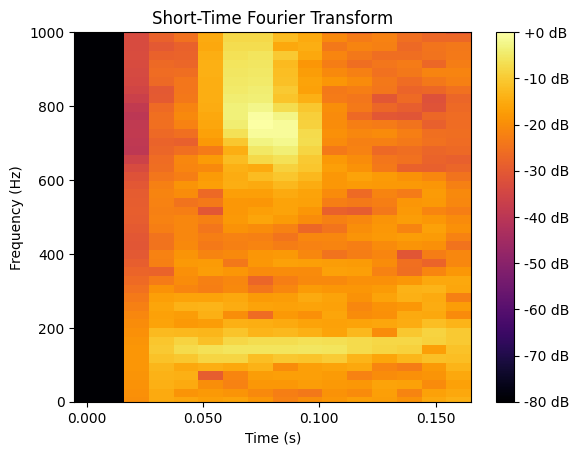 Short-Time Fourier Transform
1000
800
600
400
200
0
Frequency (Hz)
0.000
0.050
0.100
0.150
Time (s)
+0 dB
-10 dB
-20 dB
-30 dB
-40 dB
-50 dB
-60 dB
-70 dB
-80 dB